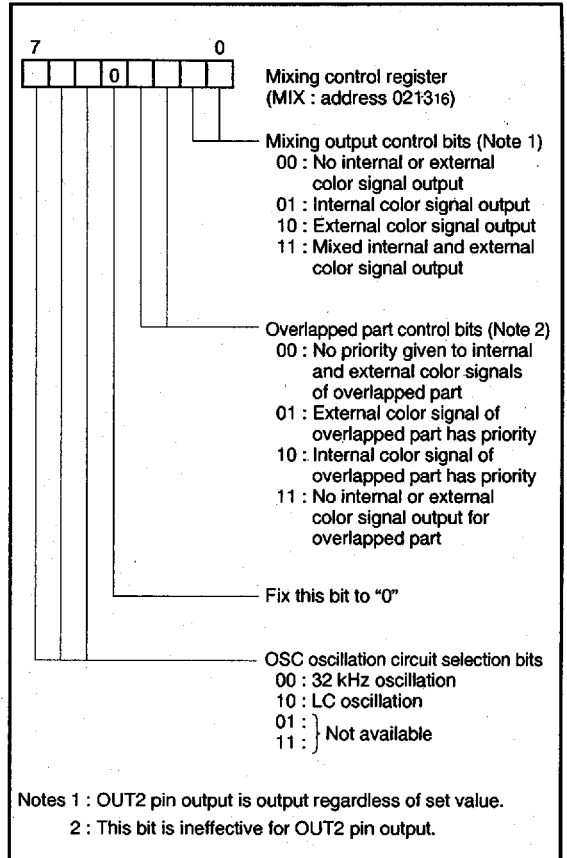 7 0
0
Mixing control register
(MIX : address 021316)
Mixing output control bits (Note 1)
00 : No internal or external
color signal output
01 : Internal color signal output
10 : External color signal output
11 : Mixed internal and external
color signal output
Overlapped part control bits (Note 2)
00 : No priority given to internal
and external color signals
of overlapped part
01 : External color signal of
overlapped part has priority
10 : Internal color signal of
overlapped part has priority
11 : No internal or external
color signal output for
overlapped part
Fix this bit to “0”
OSC oscillation circuit selection bits
00 : 32 kHz oscillation
10 : LC oscillation
01 :
11 : } Not available
Notes 1 : OUT2 pin output is output regardless of set value.
2 : This bit is ineffective for OUT2 pin output.